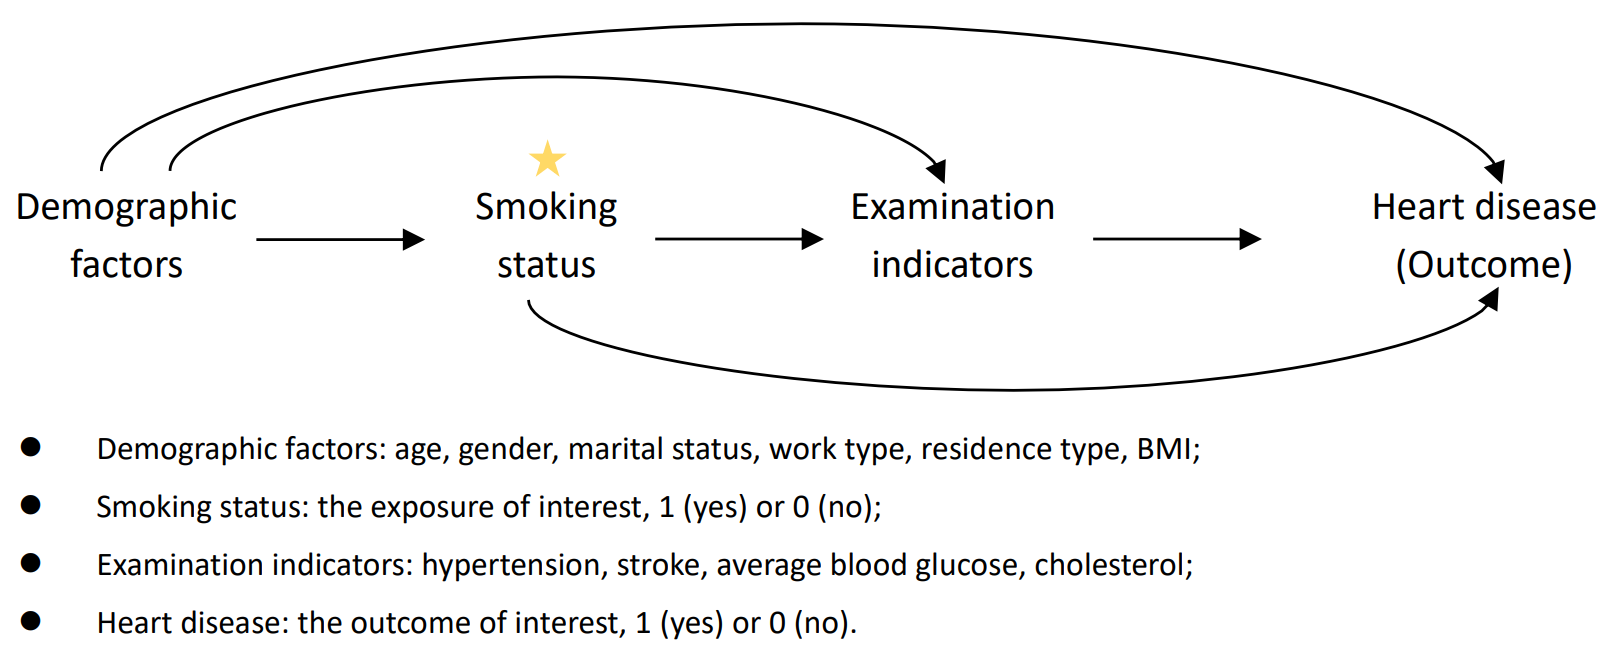 Demographic factors
Smoking status
Examination indicators
Heart disease (Outcome)
● Demographic factors: age, gender, marital status, work type, residence type, BMI;
● Smoking status: the exposure of interest, 1 (yes) or 0 (no);
● Examination indicators: hypertension, stroke, average blood glucose, cholesterol;
● Heart disease: the outcome of interest, 1 (yes) or 0 (no).